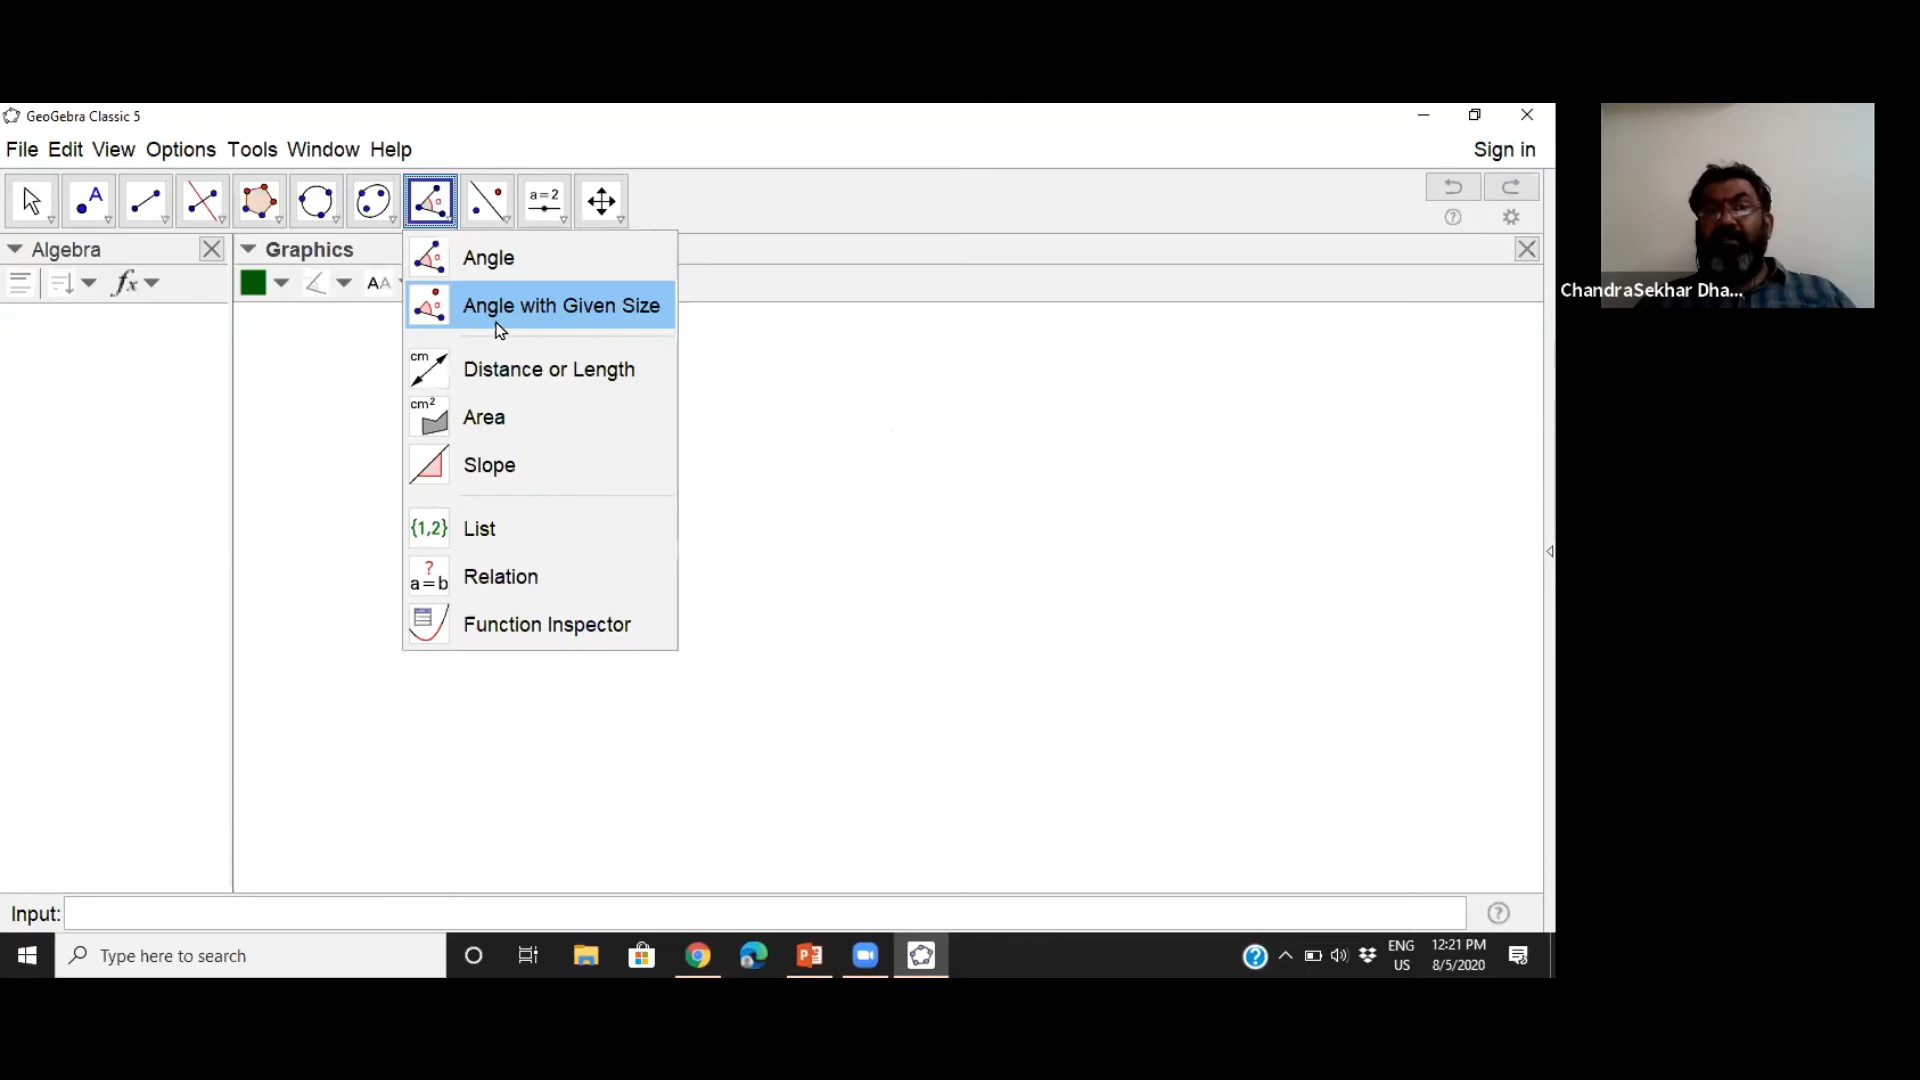 GeoGebra Classic 5
File Edit View Options Tools Window Help
Sign in
A
α
a=2
Algebra
Graphics
fx
AA
α Angle
α Angle with Given Size
cm Distance or Length
cm² Area
Slope
{1,2} List
? a=b Relation
Function Inspector
ChandraSekhar Dha...
Input:
Type here to search
ENG
US
12:21 PM
8/5/2020